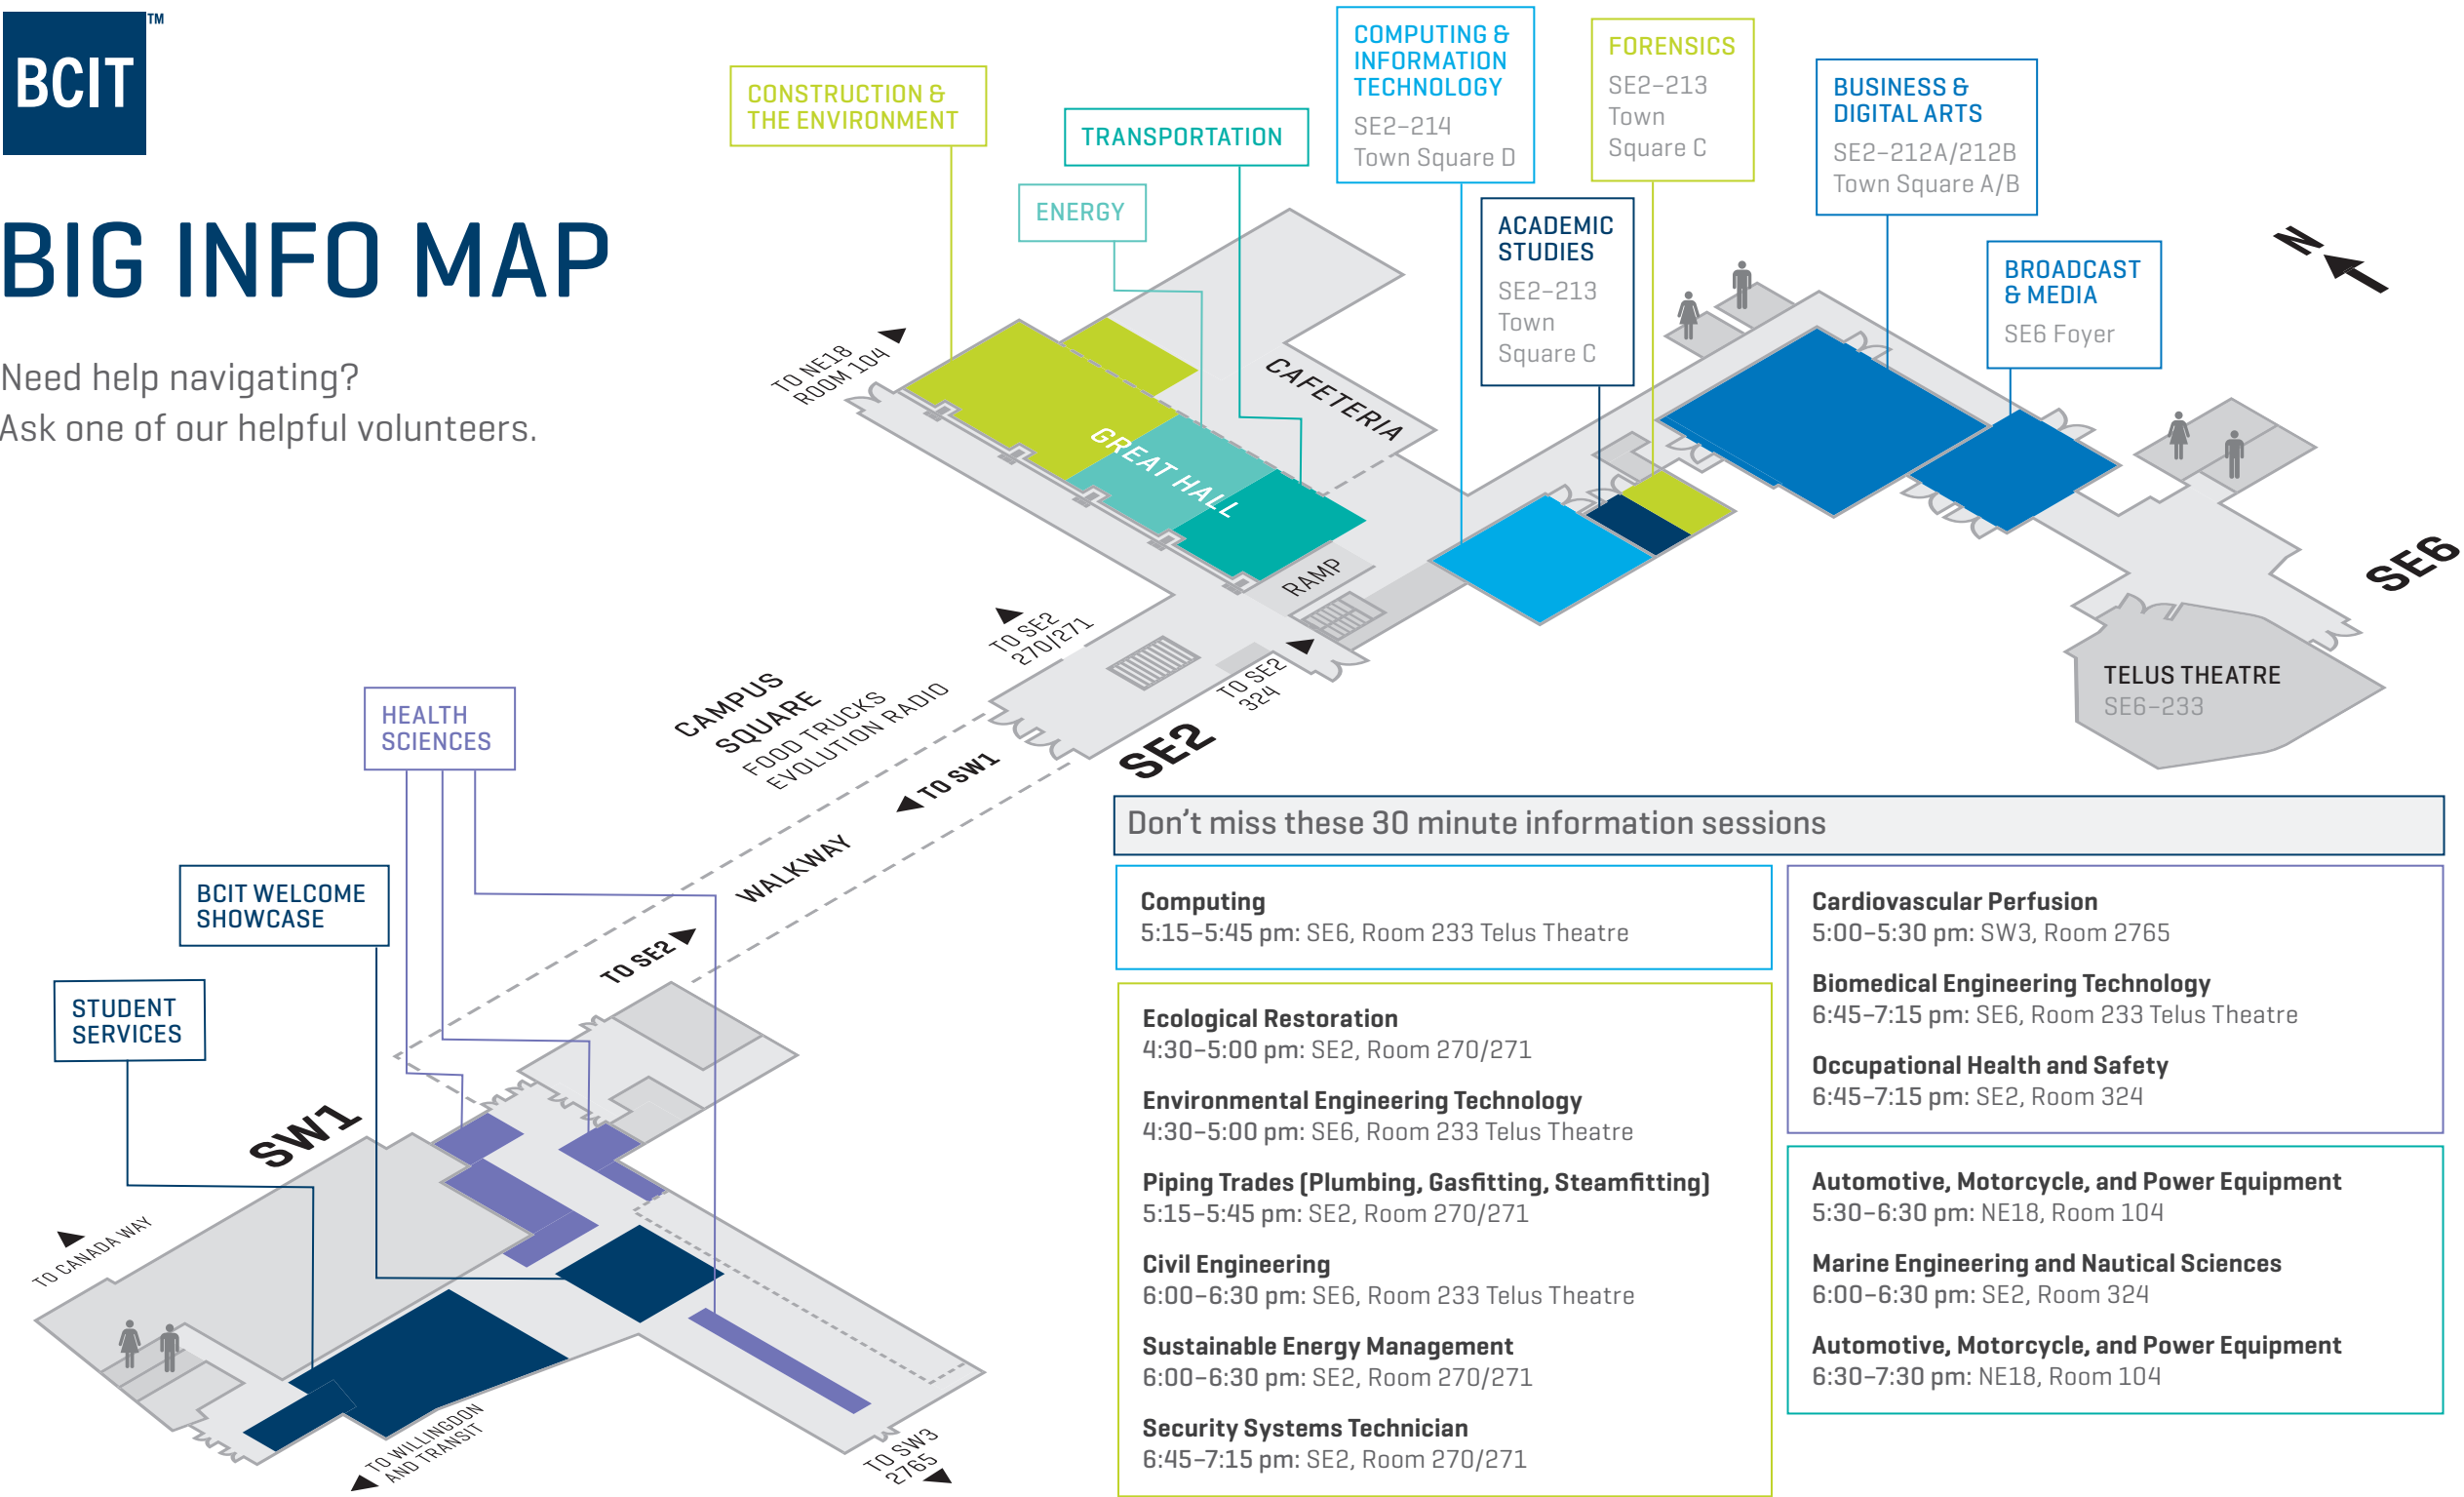 BCIT
TM
BIG INFO MAP
Need help navigating?
Ask one of our helpful volunteers.
CONSTRUCTION &
THE ENVIRONMENT
TRANSPORTATION
ENERGY
COMPUTING &
INFORMATION
TECHNOLOGY
SE2–214
Town Square D
FORENSICS
SE2–213
Town
Square C
ACADEMIC
STUDIES
SE2–213
Town
Square C
BUSINESS &
DIGITAL ARTS
SE2–212A/212B
Town Square A/B
BROADCAST
& MEDIA
SE6 Foyer
N
TO NE18
ROOM 104
CAFETERIA
GREAT HALL
RAMP
TO SE2
270/271
TO SE2
324
SE6
TELUS THEATRE
SE6–233
CAMPUS
SQUARE
FOOD TRUCKS
EVOLUTION RADIO
SE2
TO SW1
WALKWAY
TO SE2
HEALTH
SCIENCES
BCIT WELCOME
SHOWCASE
STUDENT
SERVICES
SW1
TO CANADA WAY
TO WILLINGDON
AND TRANSIT
TO SW3
2765
Don't miss these 30 minute information sessions
Computing
5:15–5:45 pm: SE6, Room 233 Telus Theatre
Ecological Restoration
4:30–5:00 pm: SE2, Room 270/271
Environmental Engineering Technology
4:30–5:00 pm: SE6, Room 233 Telus Theatre
Piping Trades (Plumbing, Gasfitting, Steamfitting)
5:15–5:45 pm: SE2, Room 270/271
Civil Engineering
6:00–6:30 pm: SE6, Room 233 Telus Theatre
Sustainable Energy Management
6:00–6:30 pm: SE2, Room 270/271
Security Systems Technician
6:45–7:15 pm: SE2, Room 270/271
Cardiovascular Perfusion
5:00–5:30 pm: SW3, Room 2765
Biomedical Engineering Technology
6:45–7:15 pm: SE6, Room 233 Telus Theatre
Occupational Health and Safety
6:45–7:15 pm: SE2, Room 324
Automotive, Motorcycle, and Power Equipment
5:30–6:30 pm: NE18, Room 104
Marine Engineering and Nautical Sciences
6:00–6:30 pm: SE2, Room 324
Automotive, Motorcycle, and Power Equipment
6:30–7:30 pm: NE18, Room 104